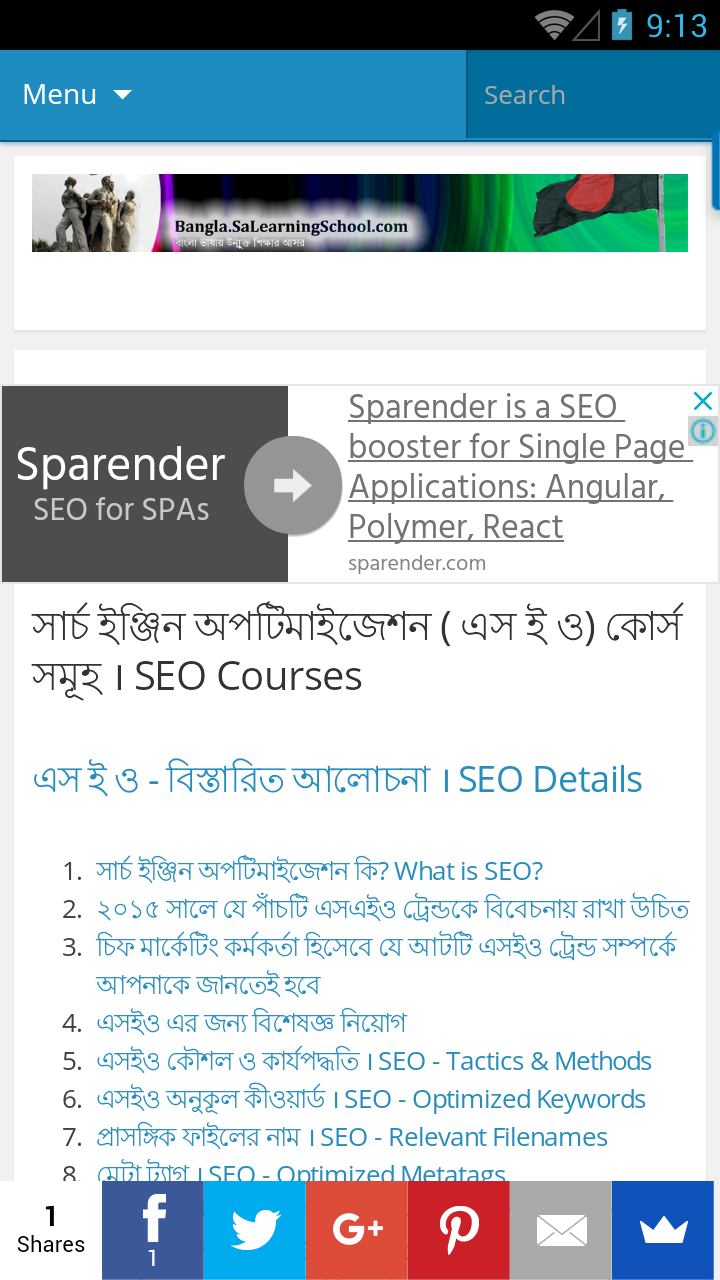 9:13
Menu
Search
Bangla.SaLearningSchool.com
বাংলা ভাষায় উন্মুক্ত শিক্ষার আসর
Sparender
SEO for SPAs
Sparender is a SEO
booster for Single Page
Applications: Angular,
Polymer, React
sparender.com
সার্চ ইঞ্জিন অপটিমাইজেশন ( এস ই ও) কোর্স
সমূহ । SEO Courses
এস ই ও - বিস্তারিত আলোচনা । SEO Details
1. সার্চ ইঞ্জিন অপটিমাইজেশন কি? What is SEO?
2. ২০১৫ সালে যে পাঁচটি এসএইও ট্রেন্ডকে বিবেচনায় রাখা উচিত
3. চিফ মার্কেটিং কর্মকর্তা হিসেবে যে আটটি এসইও ট্রেন্ড সম্পর্কে
আপনাকে জানতেই হবে
4. এসইও এর জন্য বিশেষজ্ঞ নিয়োগ
5. এসইও কৌশল ও কার্যপদ্ধতি । SEO - Tactics & Methods
6. এসইও অনুকূল কীওয়ার্ড । SEO - Optimized Keywords
7. প্রাসঙ্গিক ফাইলের নাম । SEO - Relevant Filenames
8. মেটা ট্যাগ । SEO - Optimized Metatags
1
Shares
f
1
G+